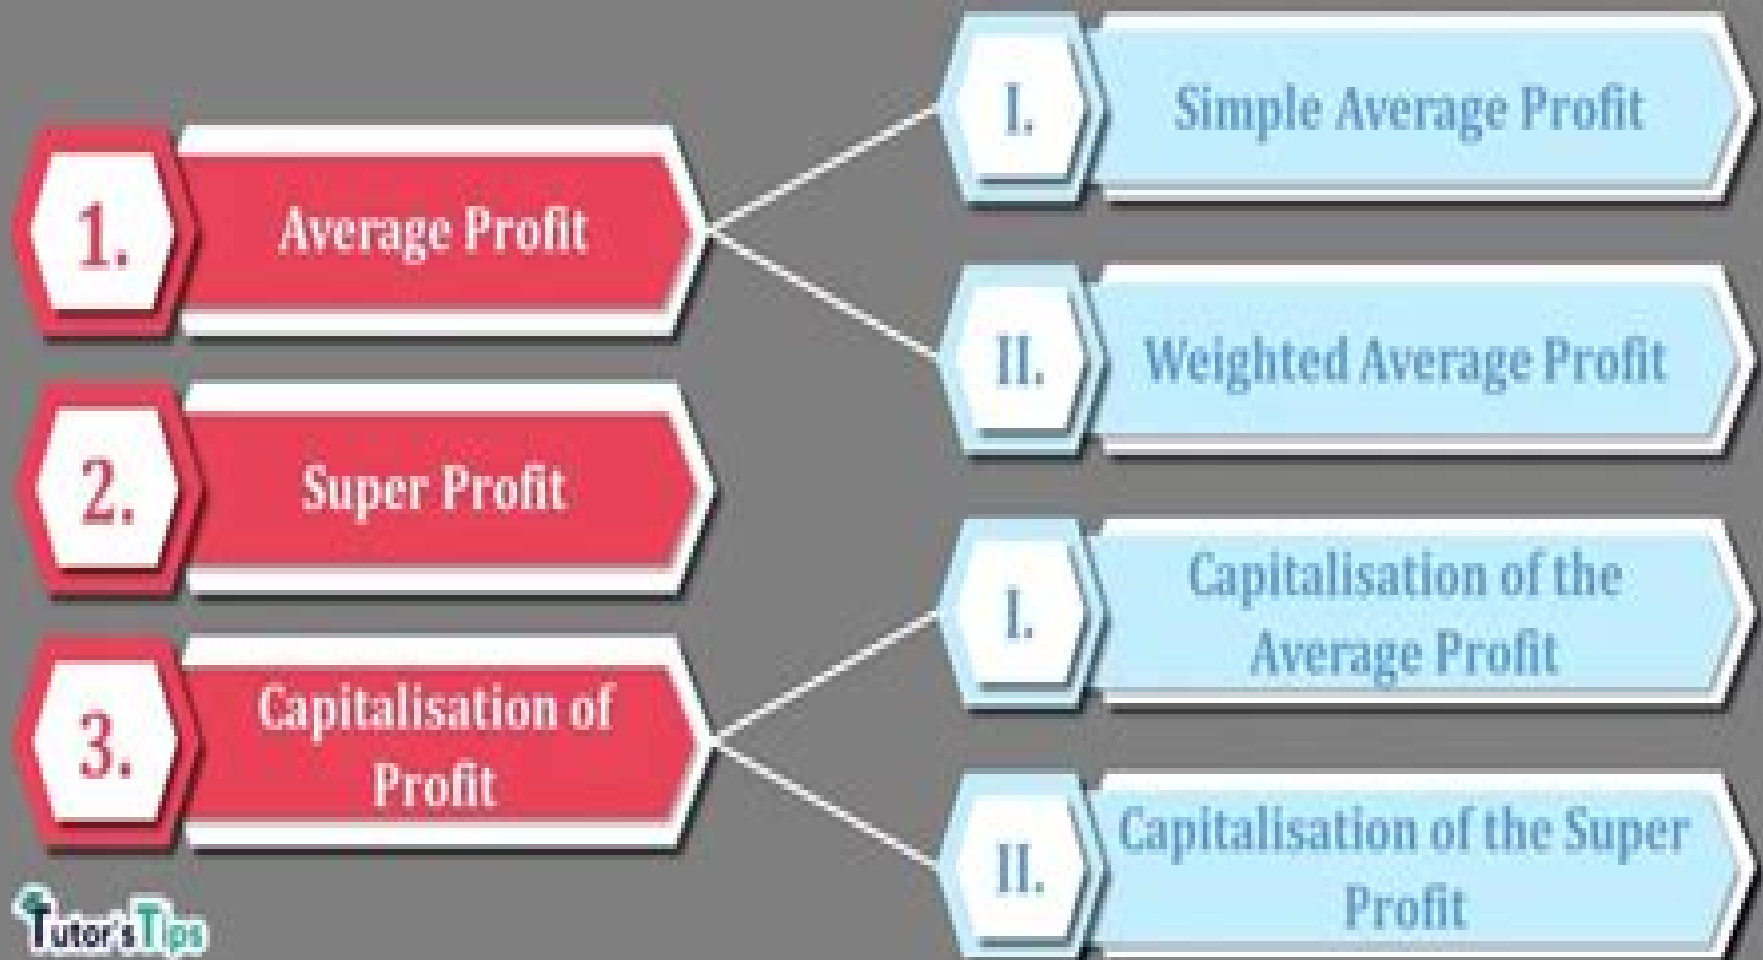 1.
Average Profit
I.
Simple Average Profit
II.
Weighted Average Profit
2.
Super Profit
3.
Capitalisation of
Profit
I.
Capitalisation of the
Average Profit
II.
Capitalisation of the Super
Profit
Tutor'sTips